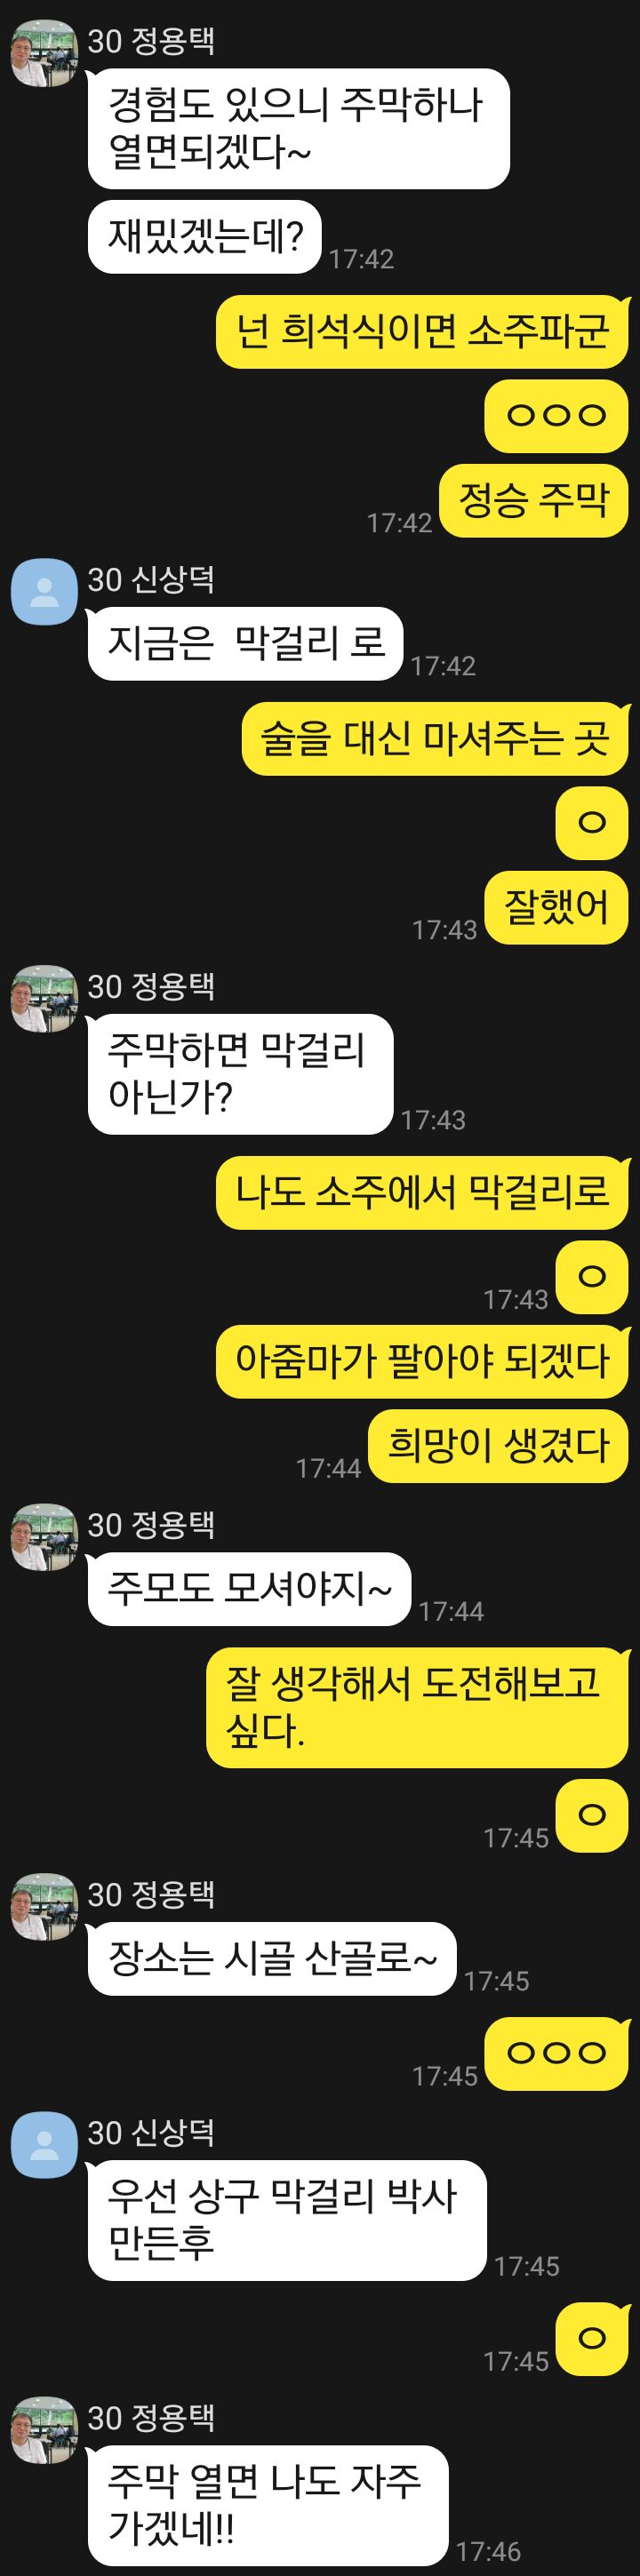 30 정용택
경험도 있으니 주막하나
열면되겠다~
재밌겠는데?
17:42
넌 희석식이면 소주파군
ㅇㅇㅇ
정승 주막
17:42
30 신상덕
지금은  막걸리 로
17:42
술을 대신 마셔주는 곳
ㅇ
잘했어
17:43
30 정용택
주막하면 막걸리
아닌가?
17:43
나도 소주에서 막걸리로
ㅇ
17:43
아줌마가 팔아야 되겠다
희망이 생겼다
17:44
30 정용택
주모도 모셔야지~
17:44
잘 생각해서 도전해보고
싶다.
ㅇ
17:45
30 정용택
장소는 시골 산골로~
17:45
ㅇㅇㅇ
17:45
30 신상덕
우선 상구 막걸리 박사
만든후
17:45
ㅇ
17:45
30 정용택
주막 열면 나도 자주
가겠네!!
17:46